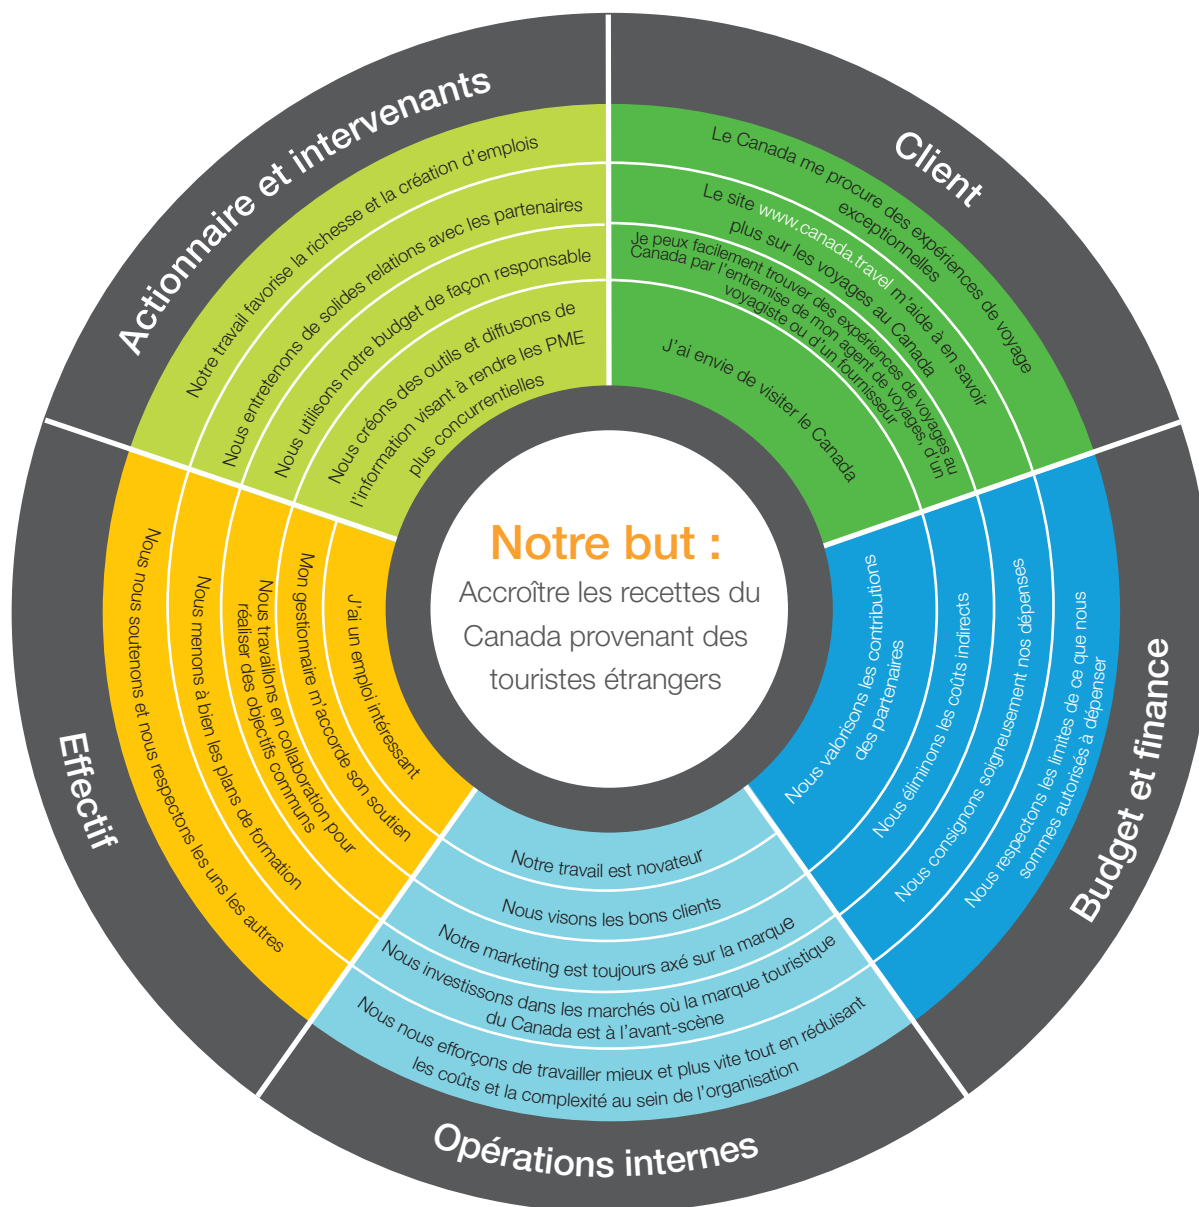 Actionnaire et intervenants
Notre travail favorise la richesse et la création d'emplois
Nous entretenons de solides relations avec les partenaires
Nous utilisons notre budget de façon responsable
Nous créons des outils et diffusons de
l'information visant à rendre les PME
plus concurrentielles
Client
Le Canada me procure des expériences de voyage
exceptionnelles
Le site www.canada.travel m'aide à en savoir
plus sur les voyages au Canada
Je peux facilement trouver des expériences de voyages au
Canada par l'entremise de mon agent de voyages, d'un
voyagiste ou d'un fournisseur
J'ai envie de visiter le Canada
Notre but :
Accroître les recettes du
Canada provenant des
touristes étrangers
Budget et finance
Nous valorisons les contributions
des partenaires
Nous éliminons les coûts indirects
Nous consignons soigneusement nos dépenses
Nous respectons les limites de ce que nous
sommes autorisés à dépenser
Opérations internes
Notre travail est novateur
Nous visons les bons clients
Notre marketing est toujours axé sur la marque
Nous investissons dans les marchés où la marque touristique
du Canada est à l'avant-scène
Nous nous efforçons de travailler mieux et plus vite tout en réduisant
les coûts et la complexité au sein de l'organisation
Effectif
J'ai un emploi intéressant
Mon gestionnaire m'accorde son soutien
Nous travaillons en collaboration pour
réaliser des objectifs communs
Nous menons à bien les plans de formation
Nous nous soutenons et nous respectons les uns les autres